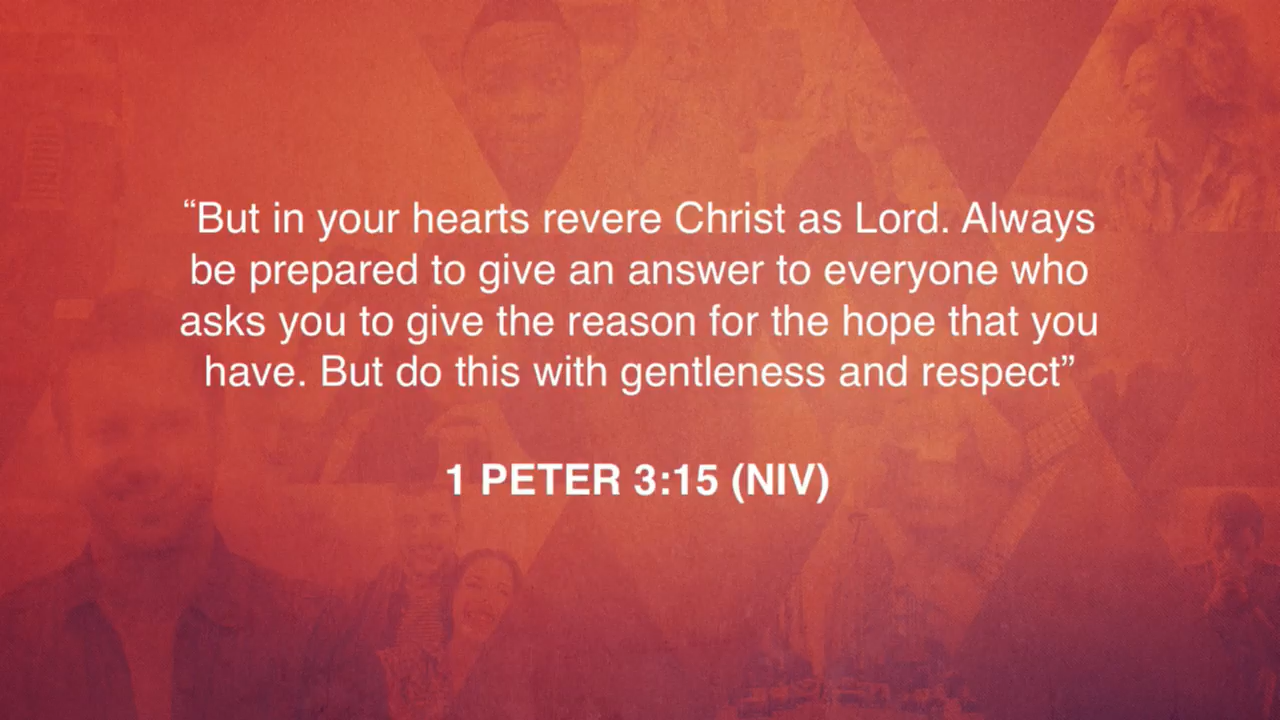 “But in your hearts revere Christ as Lord. Always
be prepared to give an answer to everyone who
asks you to give the reason for the hope that you
have. But do this with gentleness and respect”
1 PETER 3:15 (NIV)